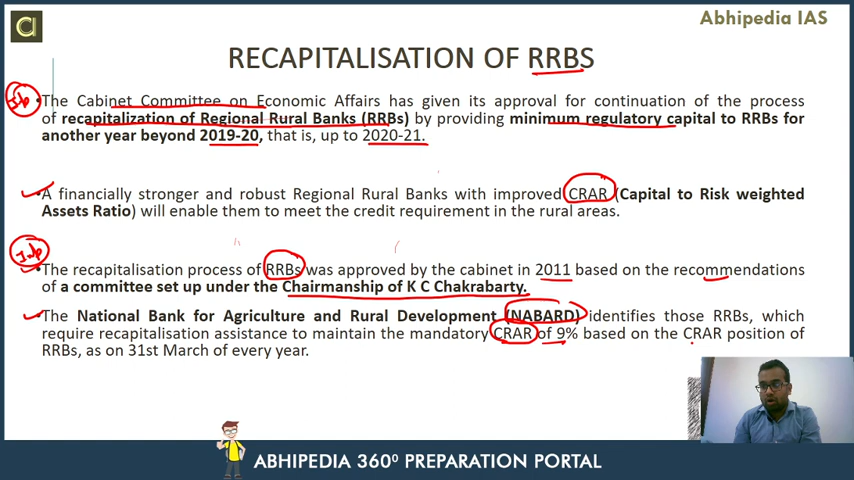 Abhipedia IAS
RECAPITALISATION OF RRBS
Imp
• The Cabinet Committee on Economic Affairs has given its approval for continuation of the process
of recapitalization of Regional Rural Banks (RRBs) by providing minimum regulatory capital to RRBs for
another year beyond 2019-20, that is, up to 2020-21.
• A financially stronger and robust Regional Rural Banks with improved CRAR (Capital to Risk weighted
Assets Ratio) will enable them to meet the credit requirement in the rural areas.
Imp
• The recapitalisation process of RRBs was approved by the cabinet in 2011 based on the recommendations
of a committee set up under the Chairmanship of K C Chakrabarty.
• The National Bank for Agriculture and Rural Development (NABARD) identifies those RRBs, which
require recapitalisation assistance to maintain the mandatory CRAR of 9% based on the CRAR position of
RRBs, as on 31st March of every year.
ABHIPEDIA 360⁰ PREPARATION PORTAL